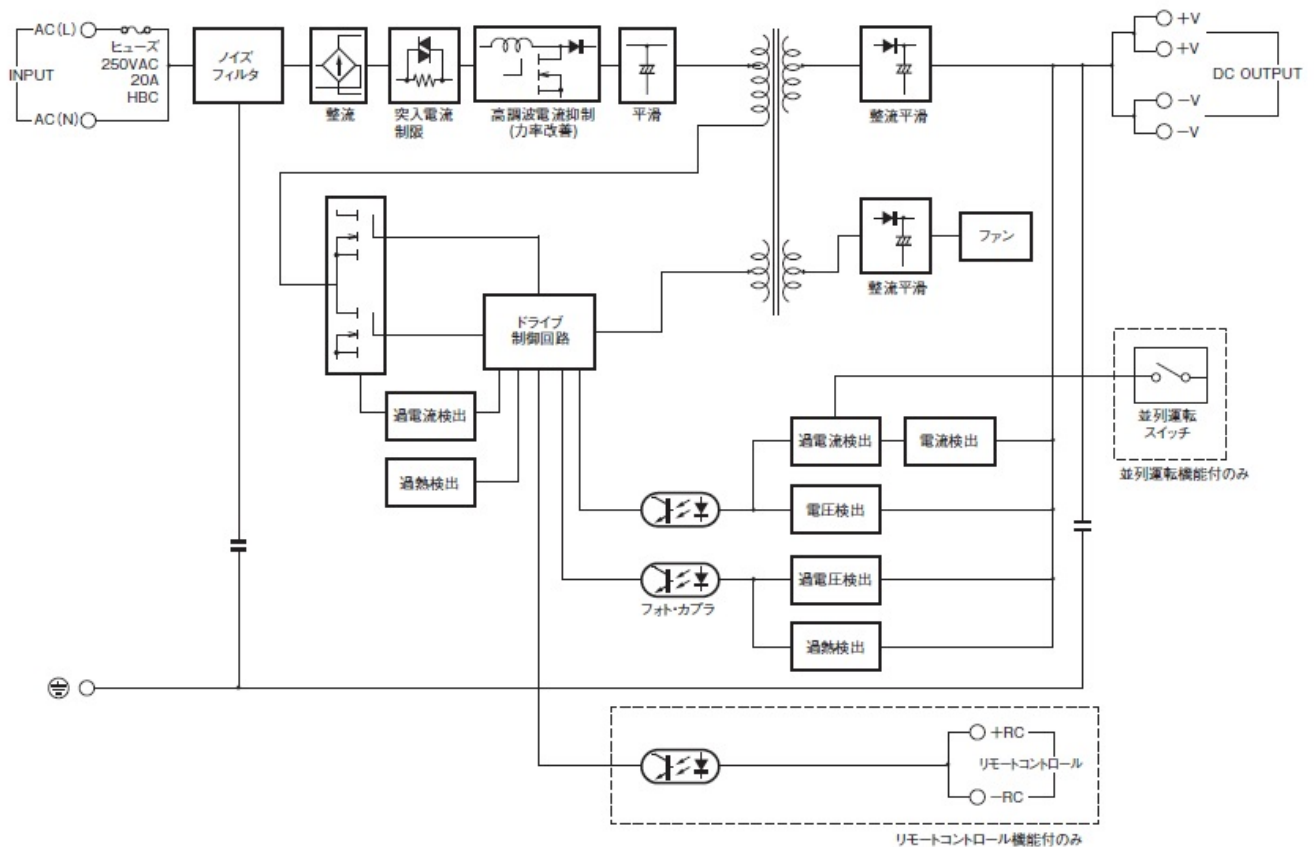 AC(L)
ヒューズ
250VAC
20A
HBC
INPUT
AC(N)
ノイズ
フィルタ
整流
突入電流
制限
高調波電流抑制
(力率改善)
平滑
整流平滑
+V
+V
DC OUTPUT
−V
−V
整流平滑
ファン
ドライブ
制御回路
過電流検出
過熱検出
過電流検出
電流検出
電圧検出
過電圧検出
過熱検出
フォト・カプラ
並列運転
スイッチ
並列運転機能付のみ
+RC
リモートコントロール
−RC
リモートコントロール機能付のみ